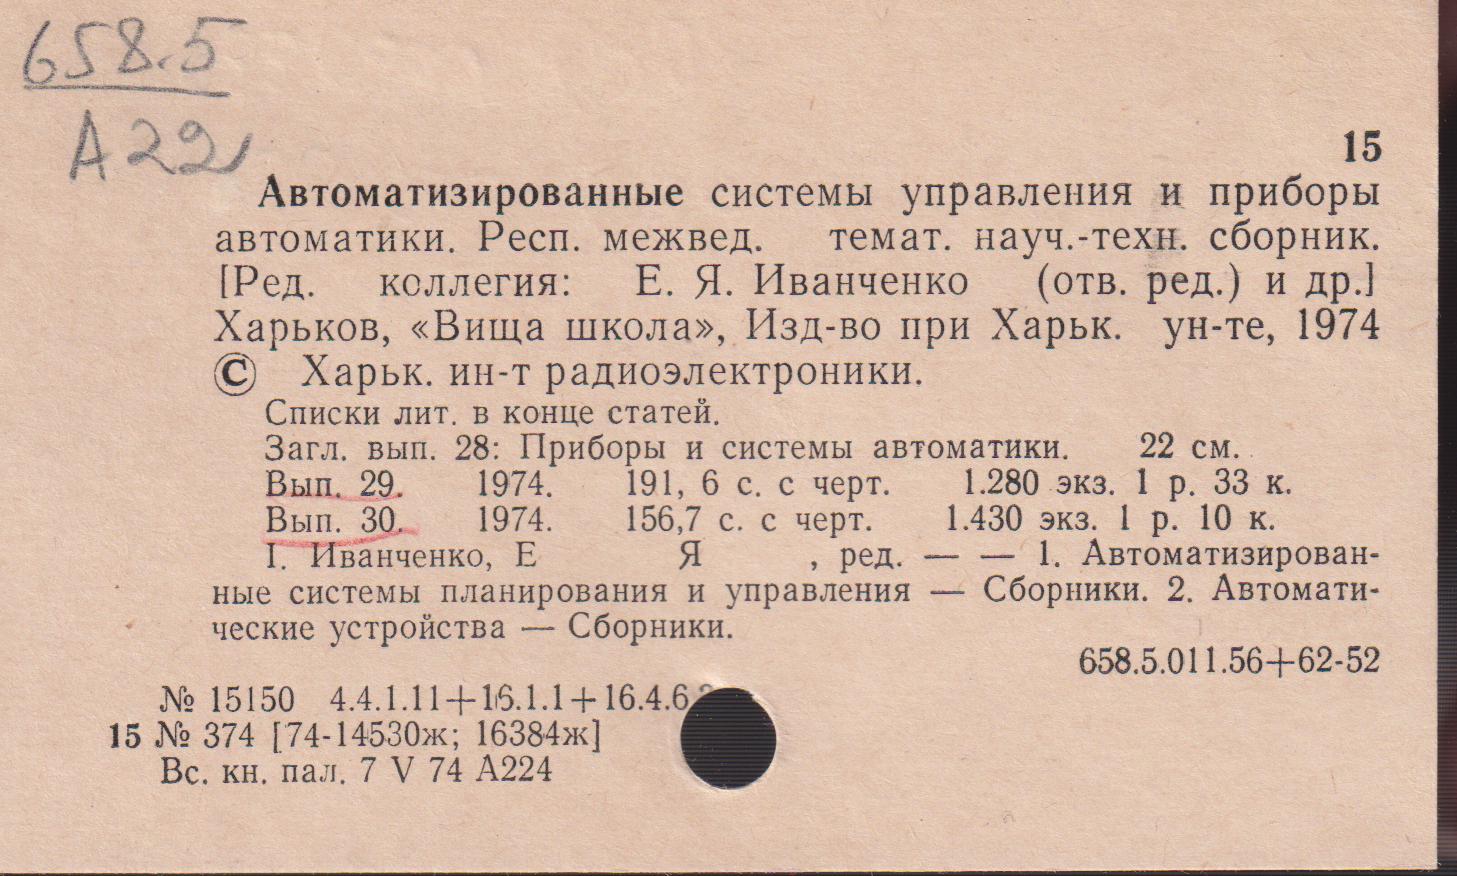 658.5
А22
15
Автоматизированные системы управления и приборы
автоматики. Респ. межвед. темат. науч.-техн. сборник.
[Ред. коллегия: Е. Я. Иванченко (отв. ред.) и др.]
Харьков, «Вища школа», Изд-во при Харьк. ун-те, 1974
© Харьк. ин-т радиоэлектроники.
Списки лит. в конце статей.
Загл. вып. 28: Приборы и системы автоматики. 22 см.
Вып. 29. 1974. 191, 6 с. с черт. 1.280 экз. 1 р. 33 к.
Вып. 30. 1974. 156,7 с. с черт. 1.430 экз. 1 р. 10 к.
I. Иванченко, Е Я , ред. — — 1. Автоматизирован-
ные системы планирования и управления — Сборники. 2. Автомати-
ческие устройства — Сборники.
658.5.011.56+62-52
№ 15150 4.4.1.11+16.1.1+16.4.6
15 № 374 [74-14530ж; 16384ж]
Вс. кн. пал. 7 V 74 А224